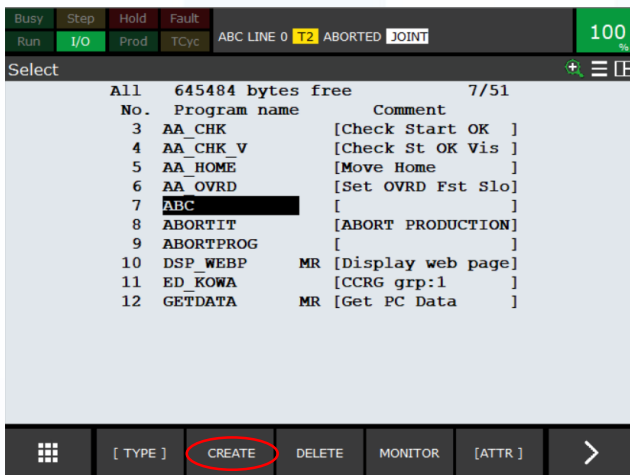 Busy Step Hold Fault
Run I/O Prod TCyc ABC LINE 0 T2 ABORTED JOINT 100 %
Select
All 645484 bytes free 7/51
No. Program name Comment
3 AA_CHK [Check Start OK ]
4 AA_CHK_V [Check St OK Vis ]
5 AA_HOME [Move Home ]
6 AA_OVRD [Set OVRD Fst Slo]
7 ABC [ ]
8 ABORTIT [ABORT PRODUCTION]
9 ABORTPROG [ ]
10 DSP_WEBP MR [Display web page]
11 ED_KOWA [CCRG grp:1 ]
12 GETDATA MR [Get PC Data ]
[ TYPE ] CREATE DELETE MONITOR [ATTR ]